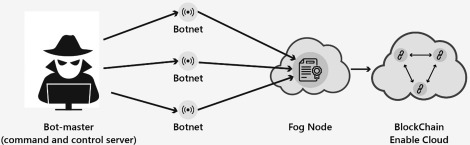 Botnet
Botnet
Botnet
Bot-master
(command and control server)
Fog Node
BlockChain
Enable Cloud